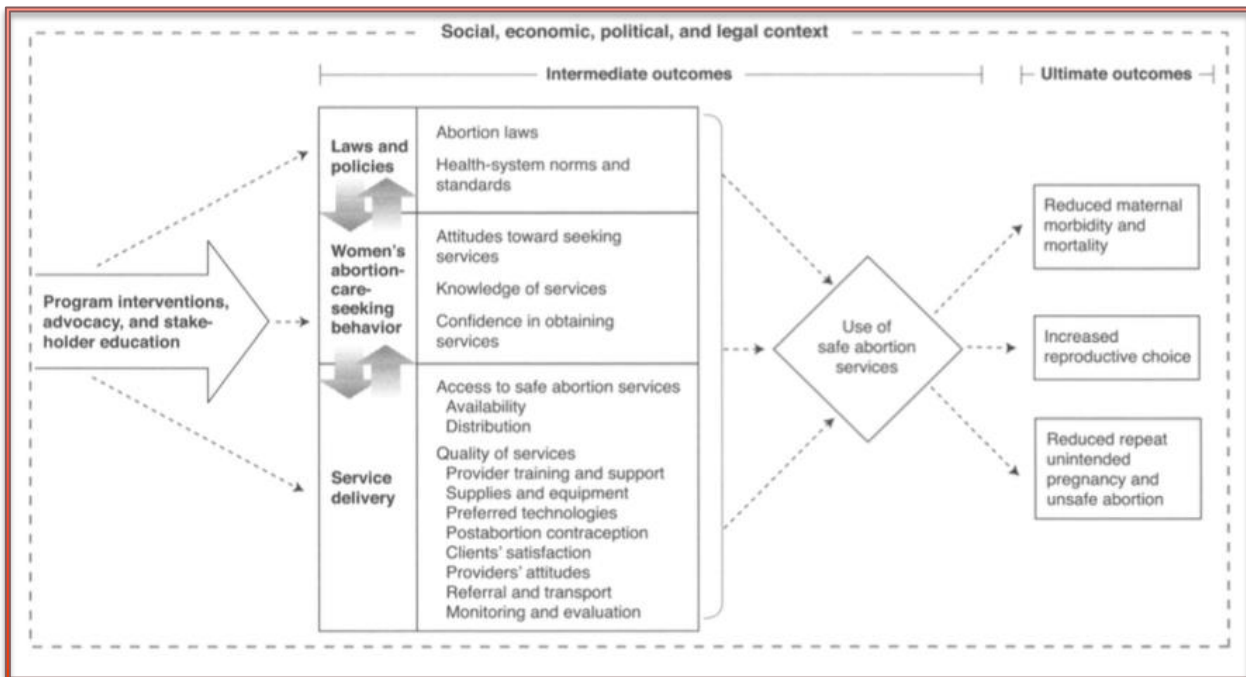 Social, economic, political, and legal context
Intermediate outcomes
Ultimate outcomes
Program interventions,
advocacy, and stake-
holder education
Laws and
policies
Abortion laws
Health-system norms and
standards
Women's
abortion-
care-
seeking
behavior
Attitudes toward seeking
services
Knowledge of services
Confidence in obtaining
services
Service
delivery
Access to safe abortion services
Availability
Distribution
Quality of services
Provider training and support
Supplies and equipment
Preferred technologies
Postabortion contraception
Clients' satisfaction
Providers' attitudes
Referral and transport
Monitoring and evaluation
Use of
safe abortion
services
Reduced maternal
morbidity and
mortality
Increased
reproductive choice
Reduced repeat
unintended
pregnancy and
unsafe abortion